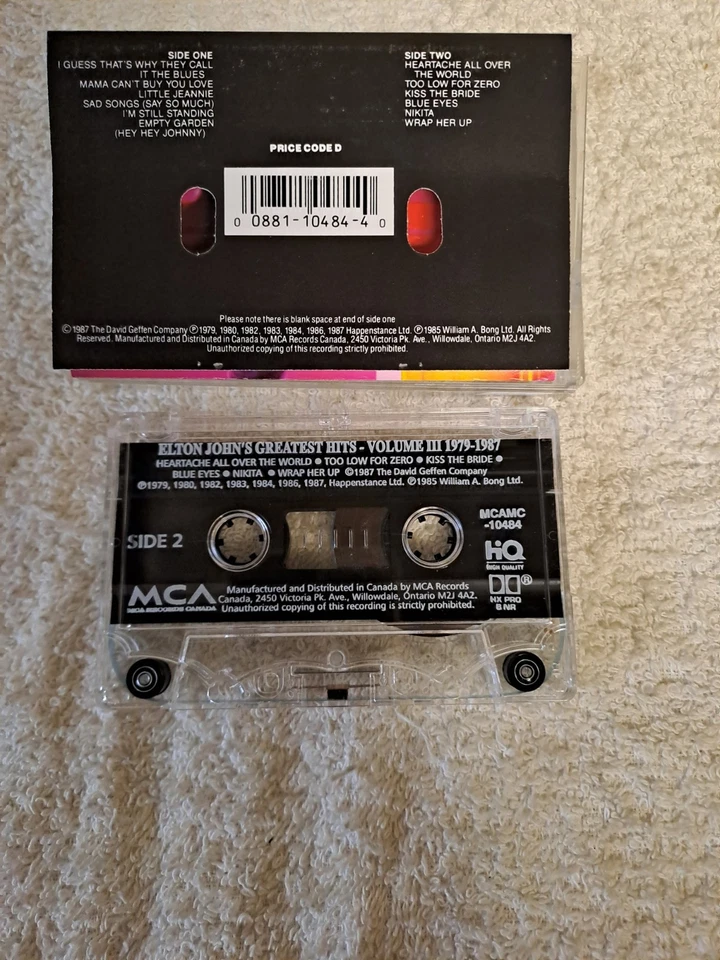 SIDE ONE
I GUESS THAT'S WHY THEY CALL
IT THE BLUES
MAMA CAN'T BUY YOU LOVE
LITTLE JEANNIE
SAD SONGS (SAY SO MUCH)
I'M STILL STANDING
EMPTY GARDEN
(HEY HEY JOHNNY)
SIDE TWO
HEARTACHE ALL OVER
THE WORLD
TOO LOW FOR ZERO
KISS THE BRIDE
BLUE EYES
NIKITA
WRAP HER UP
PRICE CODE D
0 0881-10484-4 0
Please note there is blank space at end of side one
©1987 The David Geffen Company ℗1979, 1980, 1982, 1983, 1984, 1986, 1987 Happenstance Ltd. ℗1985 William A. Bong Ltd. All Rights
Reserved. Manufactured and Distributed in Canada by MCA Records Canada, 2450 Victoria Pk. Ave., Willowdale, Ontario M2J 4A2.
Unauthorized copying of this recording strictly prohibited.
ELTON JOHN'S GREATEST HITS - VOLUME III 1979-1987
HEARTACHE ALL OVER THE WORLD ● TOO LOW FOR ZERO ● KISS THE BRIDE ●
BLUE EYES ● NIKITA ● WRAP HER UP ©1987 The David Geffen Company
℗1979, 1980, 1982, 1983, 1984, 1986, 1987, Happenstance Ltd. ℗1985 William A. Bong Ltd.
SIDE 2
MCAMC
-10484
HQ
HIGH QUALITY
®
HX PRO
B NR
MCA
MCA RECORDS CANADA
Manufactured and Distributed in Canada by MCA Records
Canada, 2450 Victoria Pk. Ave., Willowdale, Ontario M2J 4A2.
Unauthorized copying of this recording is strictly prohibited.